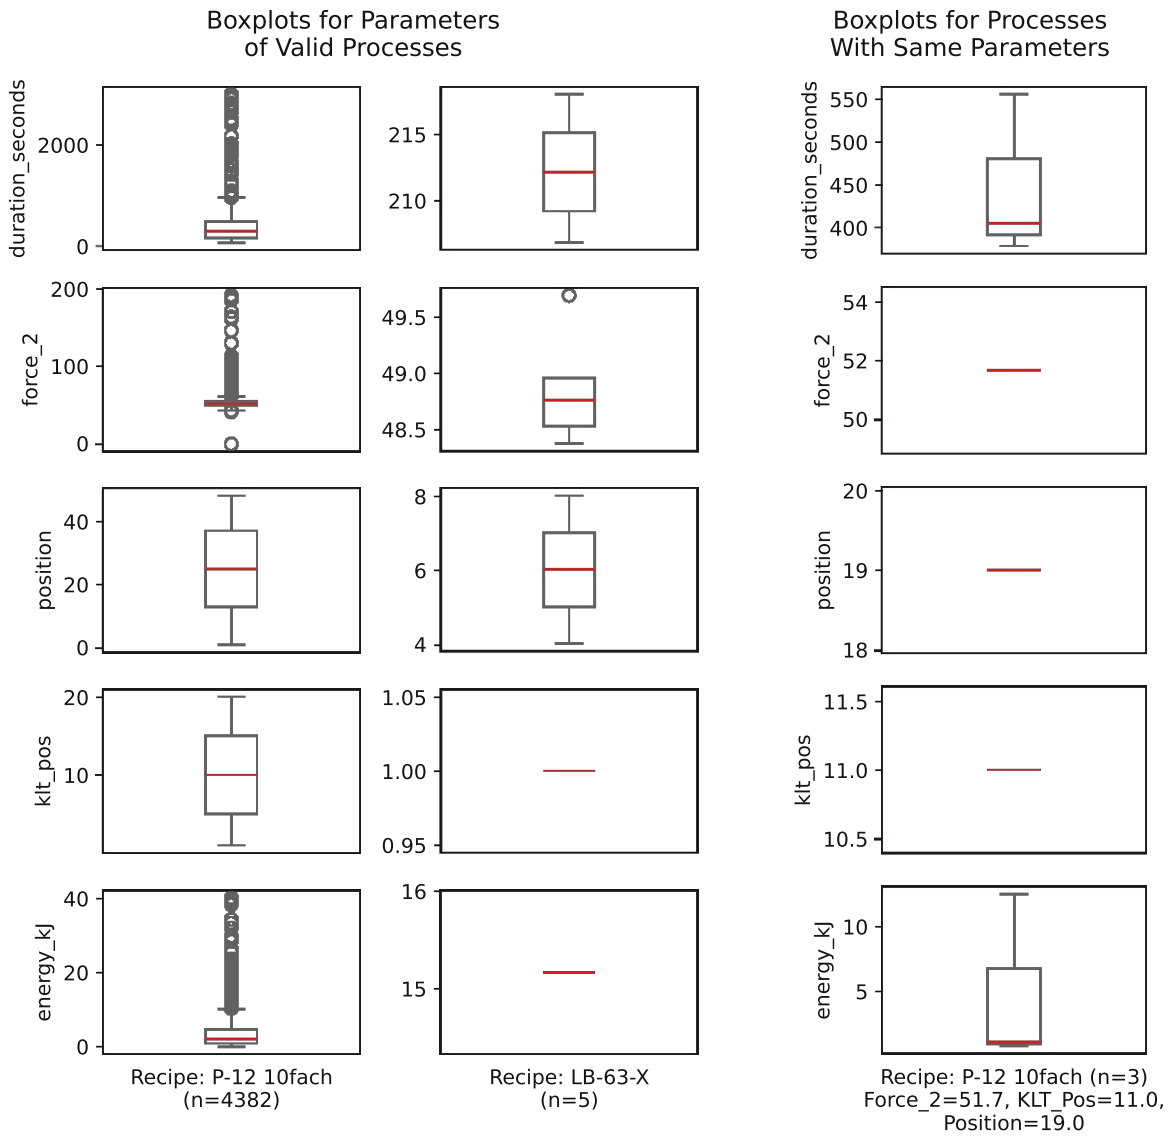 Boxplots for Parameters
of Valid Processes
Boxplots for Processes
With Same Parameters
duration_seconds
2000
0
215
210
duration_seconds
550
500
450
400
force_2
200
100
0
49.5
49.0
48.5
force_2
54
52
50
position
40
20
0
8
6
4
position
20
19
18
klt_pos
20
10
1.05
1.00
0.95
klt_pos
11.5
11.0
10.5
energy_kJ
40
20
0
16
15
energy_kJ
10
5
Recipe: P-12 10fach
(n=4382)
Recipe: LB-63-X
(n=5)
Recipe: P-12 10fach (n=3)
Force_2=51.7, KLT_Pos=11.0,
Position=19.0